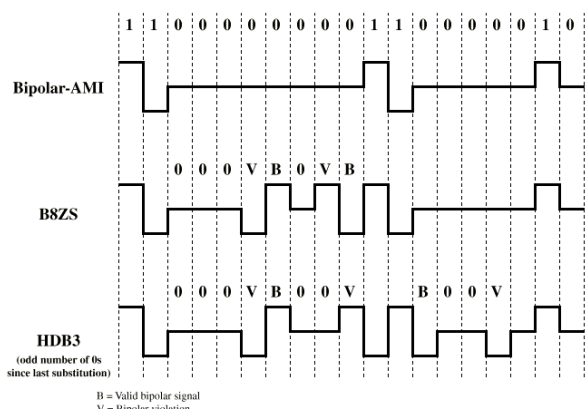 1 1 0 0 0 0 0 0 0 0 1 1 0 0 0 0 0 1 0
Bipolar-AMI
0 0 0 V B 0 V B
B8ZS
0 0 0 V B 0 0 V B 0 0 V
HDB3
(odd number of 0s
since last substitution)
B = Valid bipolar signal
V = Bipolar violation